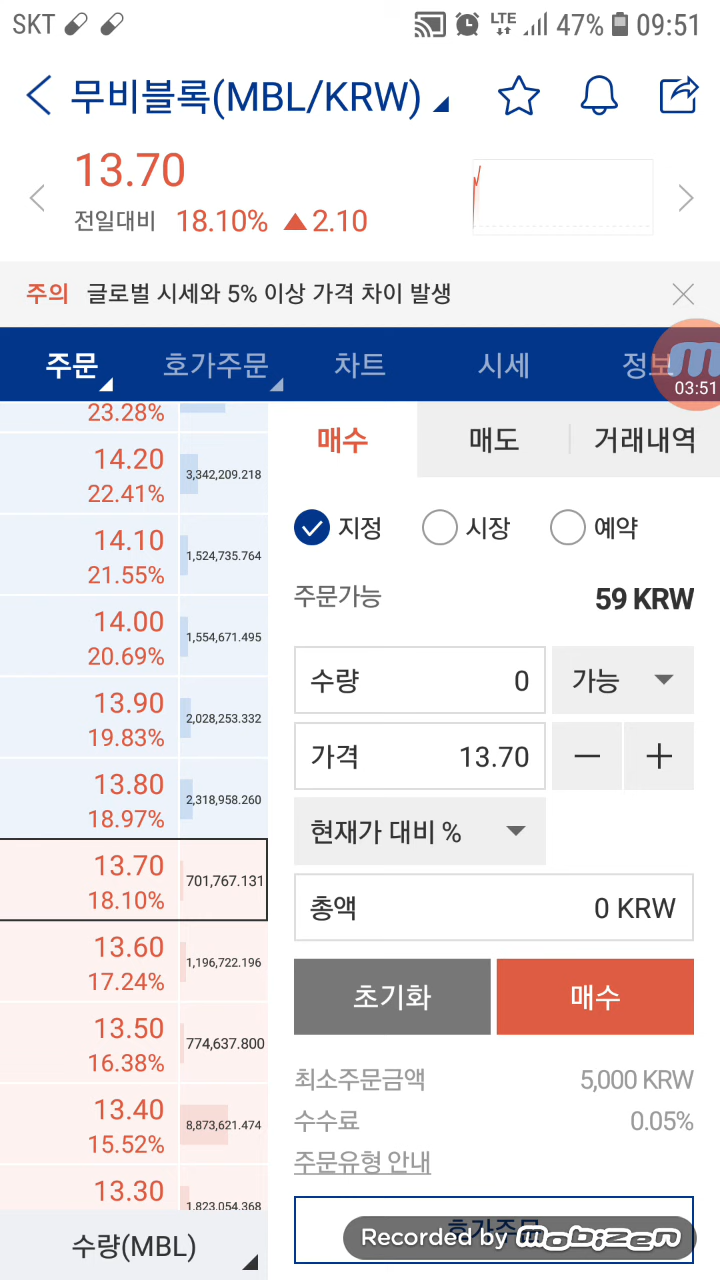 SKT LTE 47% 09:51
무비블록(MBL/KRW)
13.70
전일대비 18.10% ▲2.10
주의 글로벌 시세와 5% 이상 가격 차이 발생
주문 호가주문 차트 시세 정보
03:51
23.28%
14.20
22.41%
3,342,209.218
14.10
21.55%
1,524,735.764
14.00
20.69%
1,554,671.495
13.90
19.83%
2,028,253.332
13.80
18.97%
2,318,958.260
13.70
18.10%
701,767.131
13.60
17.24%
1,196,722.196
13.50
16.38%
774,637.800
13.40
15.52%
8,873,621.474
13.30
1,823,054.368
수량(MBL)
매수 매도 거래내역
지정 시장 예약
주문가능 59 KRW
수량 0 가능
가격 13.70 − +
현재가 대비 %
총액 0 KRW
초기화 매수
최소주문금액 5,000 KRW
수수료 0.05%
주문유형 안내
호가주문
Recorded by mobizen